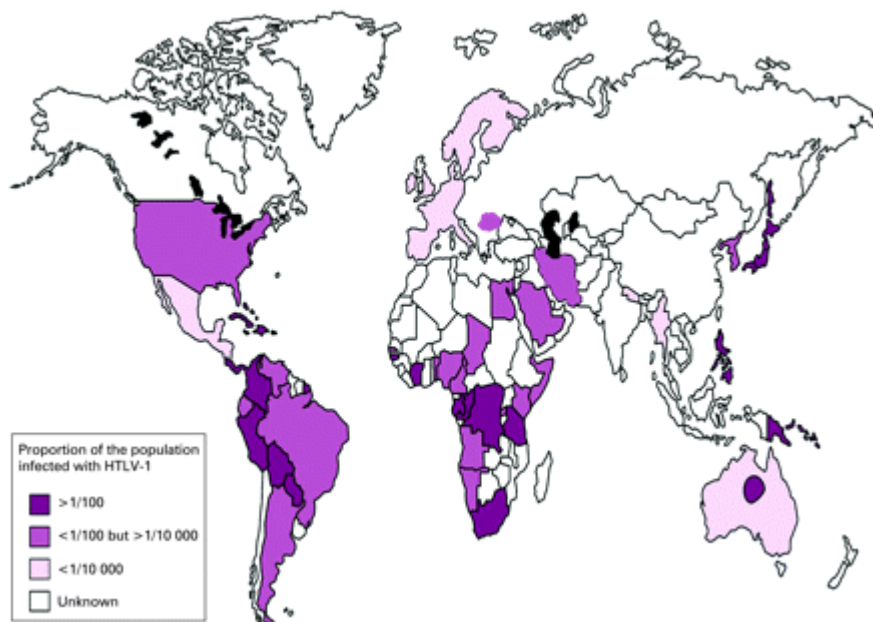 Proportion of the population
infected with HTLV-1
>1/100
<1/100 but >1/10 000
<1/10 000
Unknown